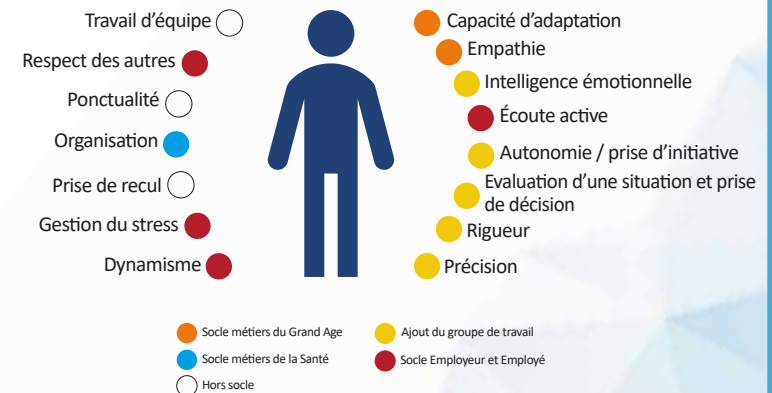 Travail d'équipe
Respect des autres
Ponctualité
Organisation
Prise de recul
Gestion du stress
Dynamisme
Capacité d'adaptation
Empathie
Intelligence émotionnelle
Écoute active
Autonomie / prise d'initiative
Evaluation d'une situation et prise
de décision
Rigueur
Précision
Socle métiers du Grand Age
Socle métiers de la Santé
Hors socle
Ajout du groupe de travail
Socle Employeur et Employé